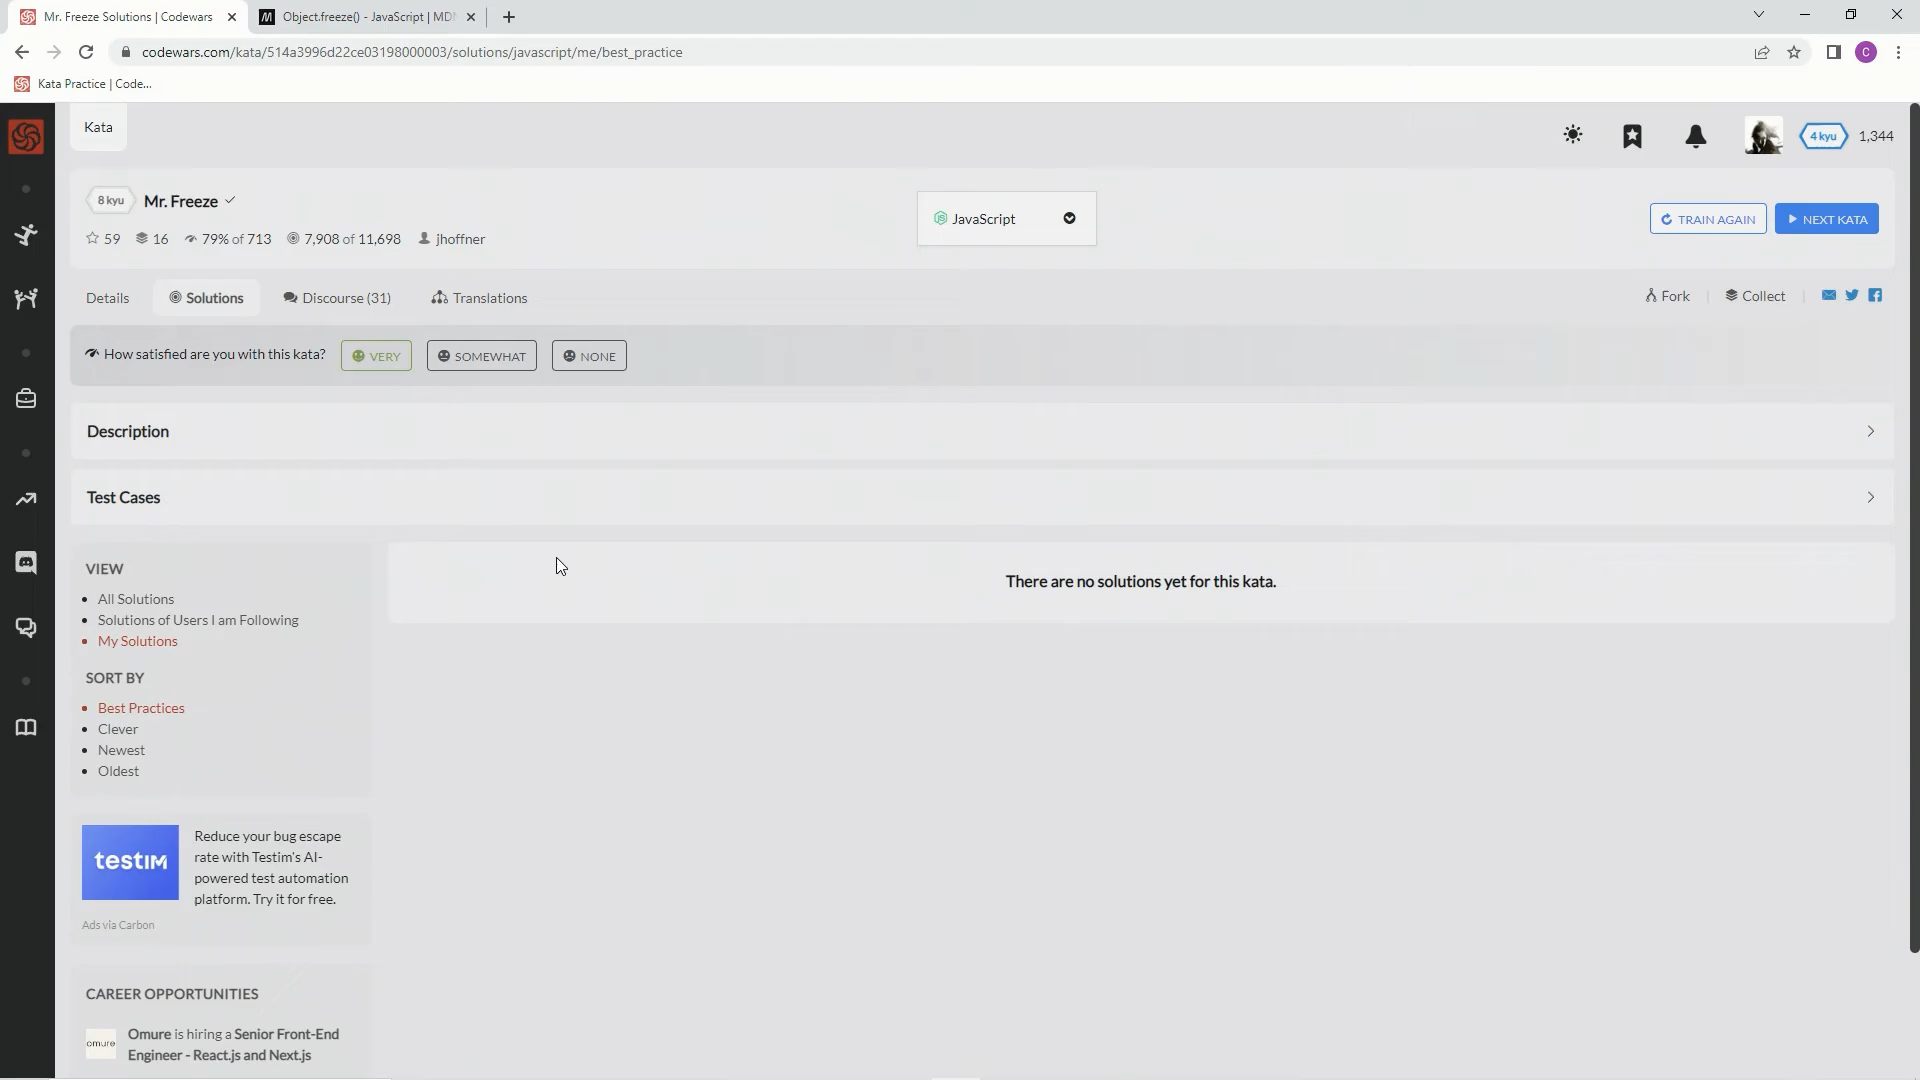 Mr. Freeze Solutions | Codewars
Object.freeze() - JavaScript | MDN
codewars.com/kata/514a3996d22ce03198000003/solutions/javascript/me/best_practice
C
Kata Practice | Code...
Kata
4 kyu
1,344
8 kyu
Mr. Freeze
JavaScript
TRAIN AGAIN
NEXT KATA
59
16
79% of 713
7,908 of 11,698
jhoffner
Details
Solutions
Discourse (31)
Translations
Fork
Collect
How satisfied are you with this kata?
VERY
SOMEWHAT
NONE
Description
Test Cases
VIEW
All Solutions
Solutions of Users I am Following
My Solutions
There are no solutions yet for this kata.
SORT BY
Best Practices
Clever
Newest
Oldest
testim
Reduce your bug escape
rate with Testim's AI-
powered test automation
platform. Try it for free.
Ads via Carbon
CAREER OPPORTUNITIES
omure
Omure is hiring a Senior Front-End
Engineer - React.js and Next.js